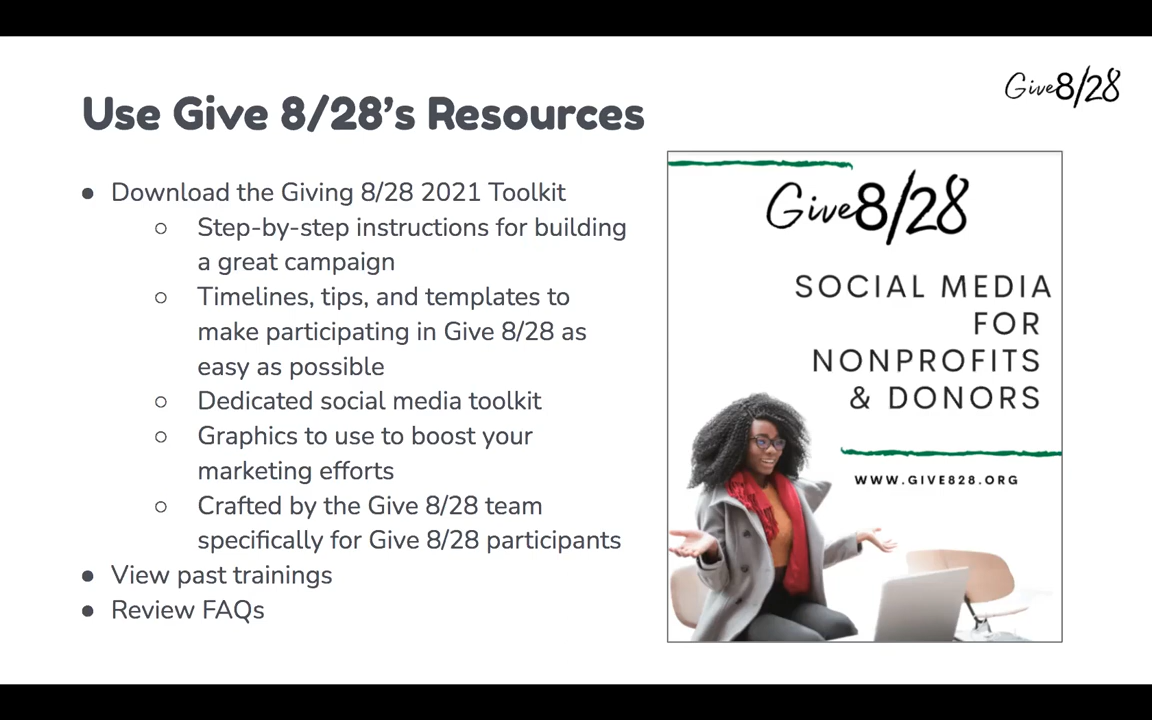 Give8/28
Use Give 8/28’s Resources
● Download the Giving 8/28 2021 Toolkit
○ Step-by-step instructions for building
a great campaign
○ Timelines, tips, and templates to
make participating in Give 8/28 as
easy as possible
○ Dedicated social media toolkit
○ Graphics to use to boost your
marketing efforts
○ Crafted by the Give 8/28 team
specifically for Give 8/28 participants
● View past trainings
● Review FAQs
Give8/28
SOCIAL MEDIA
FOR
NONPROFITS
& DONORS
WWW.GIVE828.ORG